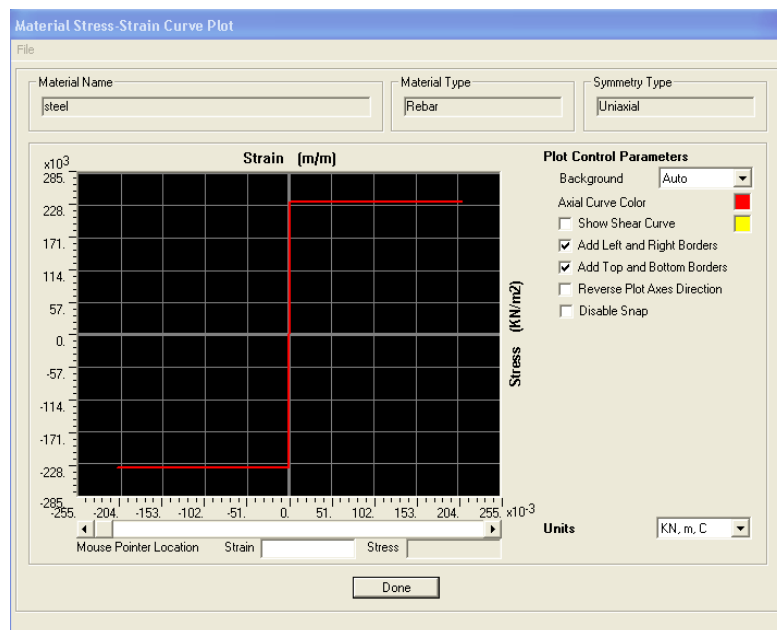 Material Stress-Strain Curve Plot
File
Material Name
steel
Material Type
Rebar
Symmetry Type
Uniaxial
Strain (m/m)
x10³
285.
228.
171.
114.
57.
0.
-57.
-114.
-171.
-228.
-285.
-255. -204. -153. -102. -51. 0. 51. 102. 153. 204. 255. x10⁻³
Stress (KN/m2)
Mouse Pointer Location Strain Stress
Plot Control Parameters
Background Auto
Axial Curve Color
Show Shear Curve
Add Left and Right Borders
Add Top and Bottom Borders
Reverse Plot Axes Direction
Disable Snap
Units KN, m, C
Done